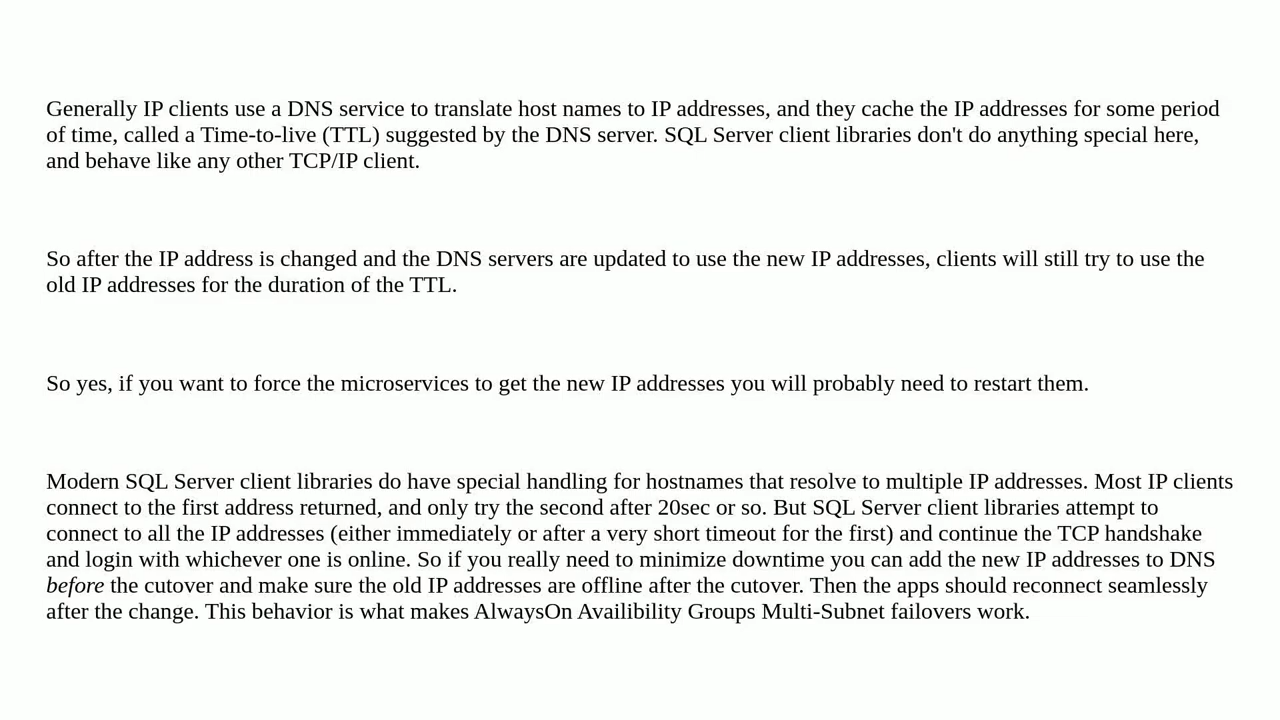 Generally IP clients use a DNS service to translate host names to IP addresses, and they cache the IP addresses for some period
of time, called a Time-to-live (TTL) suggested by the DNS server. SQL Server client libraries don't do anything special here,
and behave like any other TCP/IP client.
So after the IP address is changed and the DNS servers are updated to use the new IP addresses, clients will still try to use the
old IP addresses for the duration of the TTL.
So yes, if you want to force the microservices to get the new IP addresses you will probably need to restart them.
Modern SQL Server client libraries do have special handling for hostnames that resolve to multiple IP addresses. Most IP clients
connect to the first address returned, and only try the second after 20sec or so. But SQL Server client libraries attempt to
connect to all the IP addresses (either immediately or after a very short timeout for the first) and continue the TCP handshake
and login with whichever one is online. So if you really need to minimize downtime you can add the new IP addresses to DNS
before the cutover and make sure the old IP addresses are offline after the cutover. Then the apps should reconnect seamlessly
after the change. This behavior is what makes AlwaysOn Availibility Groups Multi-Subnet failovers work.